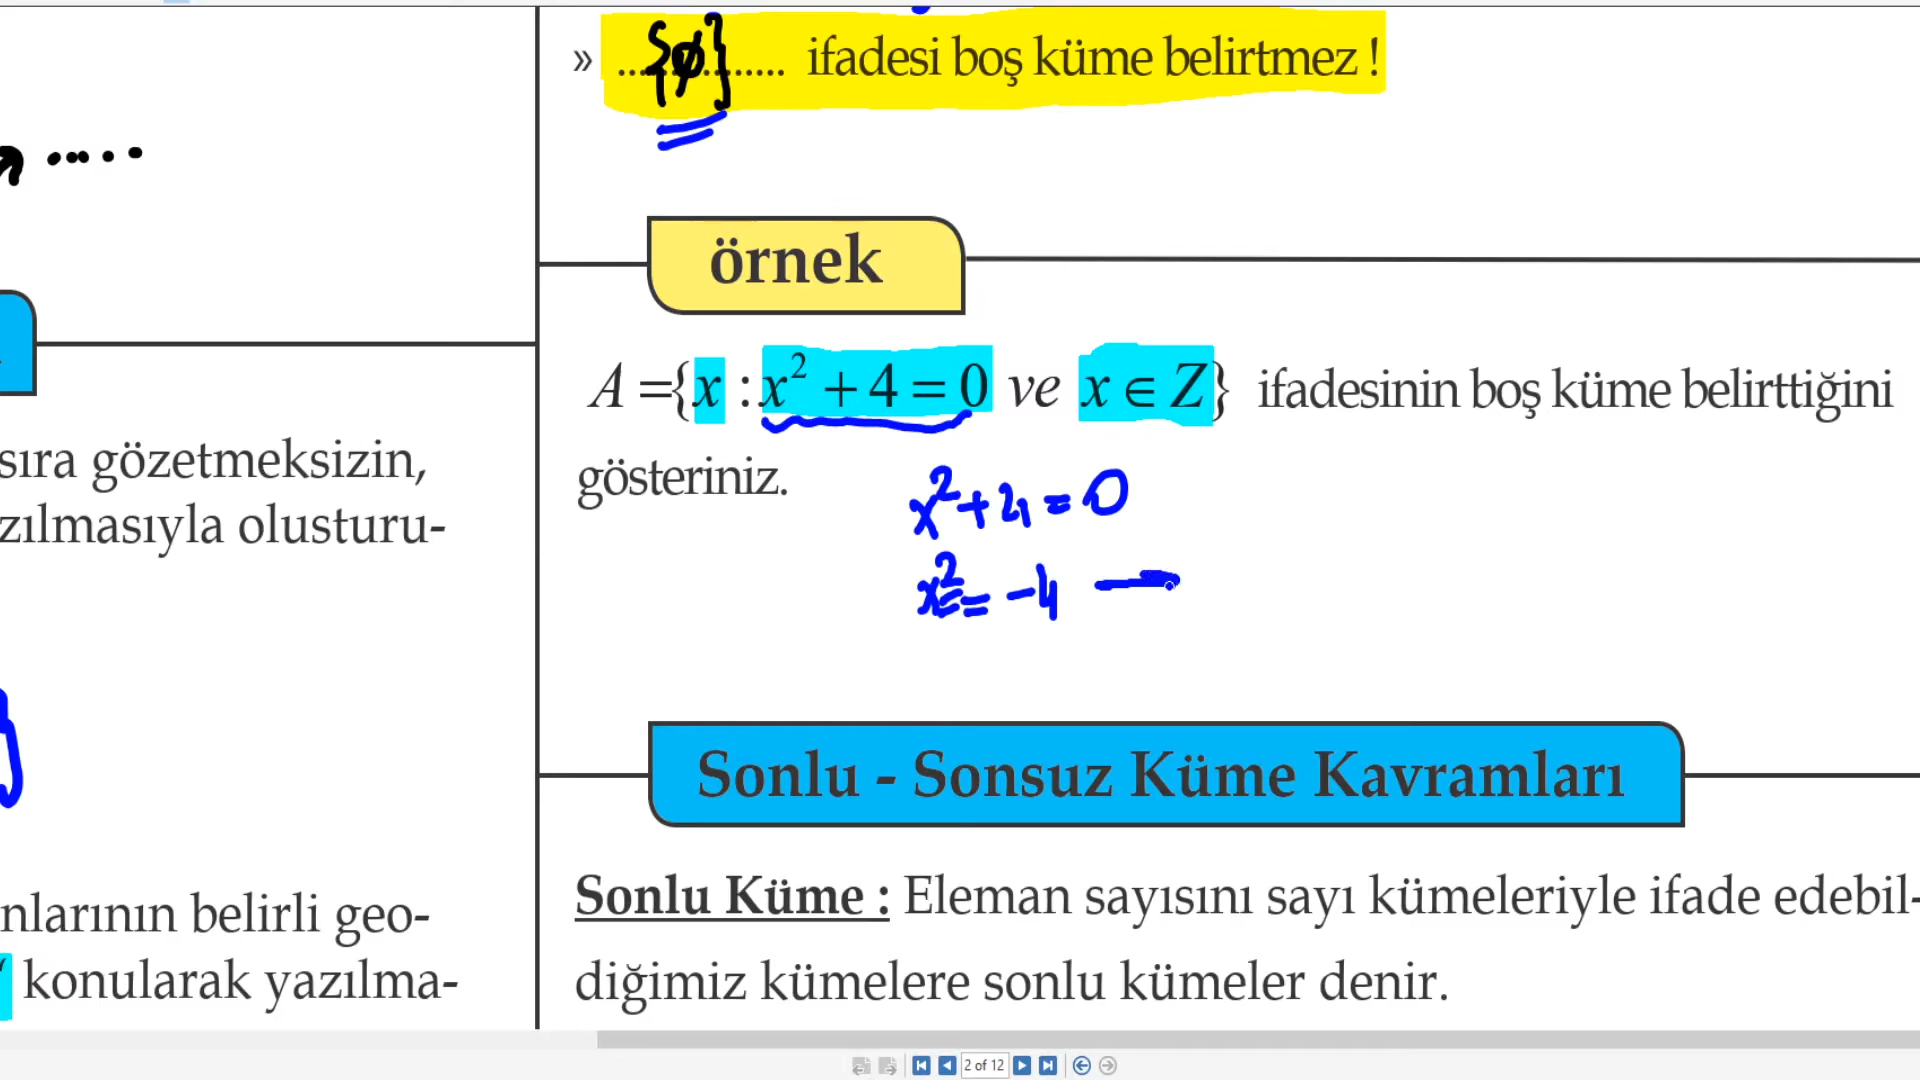 sıra gözetmeksizin,
zılmasıyla olusturu-
nlarının belirli geo-
konularak yazılma-
» ....{∅}.... ifadesi boş küme belirtmez !
örnek
A = {x : x² + 4 = 0 ve x ∈ Z} ifadesinin boş küme belirttiğini
gösteriniz.
x² + 4 = 0
x² = -4
Sonlu - Sonsuz Küme Kavramları
Sonlu Küme : Eleman sayısını sayı kümeleriyle ifade edebil-
diğimiz kümelere sonlu kümeler denir.
2 of 12